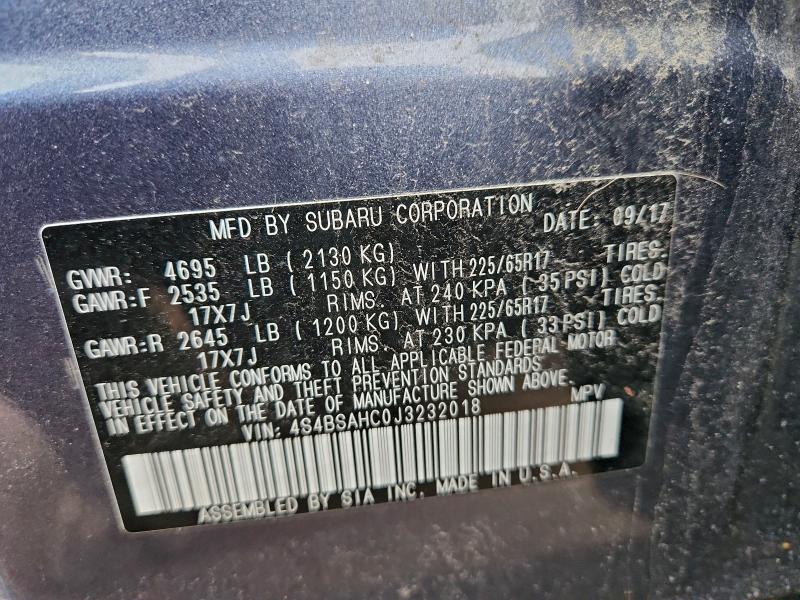 MFD BY SUBARU CORPORATION DATE: 09/17
GVWR: 4695 LB ( 2130 KG) TIRES:
GAWR:F 2535 LB ( 1150 KG) WITH 225/65R17
17X7J RIMS. AT 240 KPA ( 35 PSI) COLD TIRES:
GAWR:R 2645 LB ( 1200 KG) WITH 225/65R17
17X7J RIMS. AT 230 KPA ( 33 PSI) COLD
THIS VEHICLE CONFORMS TO ALL APPLICABLE FEDERAL MOTOR
VEHICLE SAFETY AND THEFT PREVENTION STANDARDS
IN EFFECT ON THE DATE OF MANUFACTURE SHOWN ABOVE.
VIN: 4S4BSAHC0J3232018 MPV
ASSEMBLED BY SIA INC. MADE IN U.S.A.